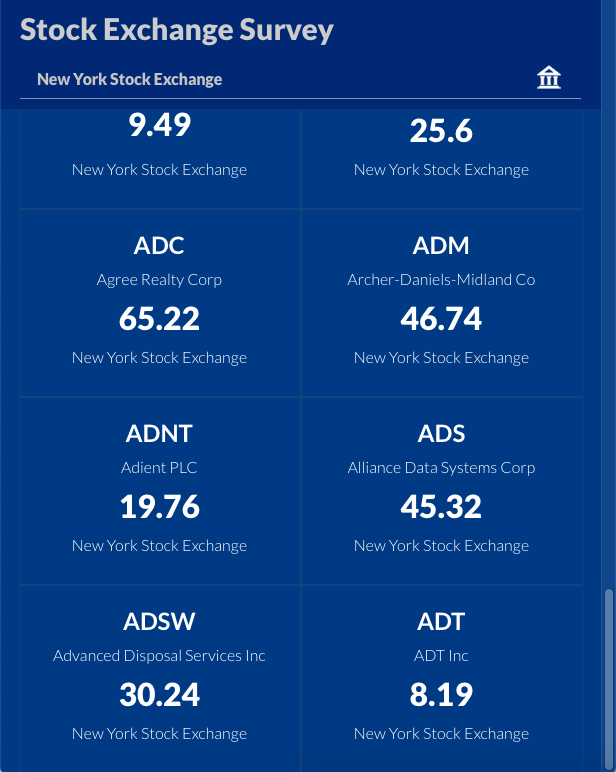 Stock Exchange Survey
New York Stock Exchange
9.49
25.6
New York Stock Exchange
New York Stock Exchange
ADC
ADM
Agree Realty Corp
Archer-Daniels-Midland Co
65.22
46.74
New York Stock Exchange
New York Stock Exchange
ADNT
ADS
Adient PLC
Alliance Data Systems Corp
19.76
45.32
New York Stock Exchange
New York Stock Exchange
ADSW
ADT
Advanced Disposal Services Inc
ADT Inc
30.24
8.19
New York Stock Exchange
New York Stock Exchange